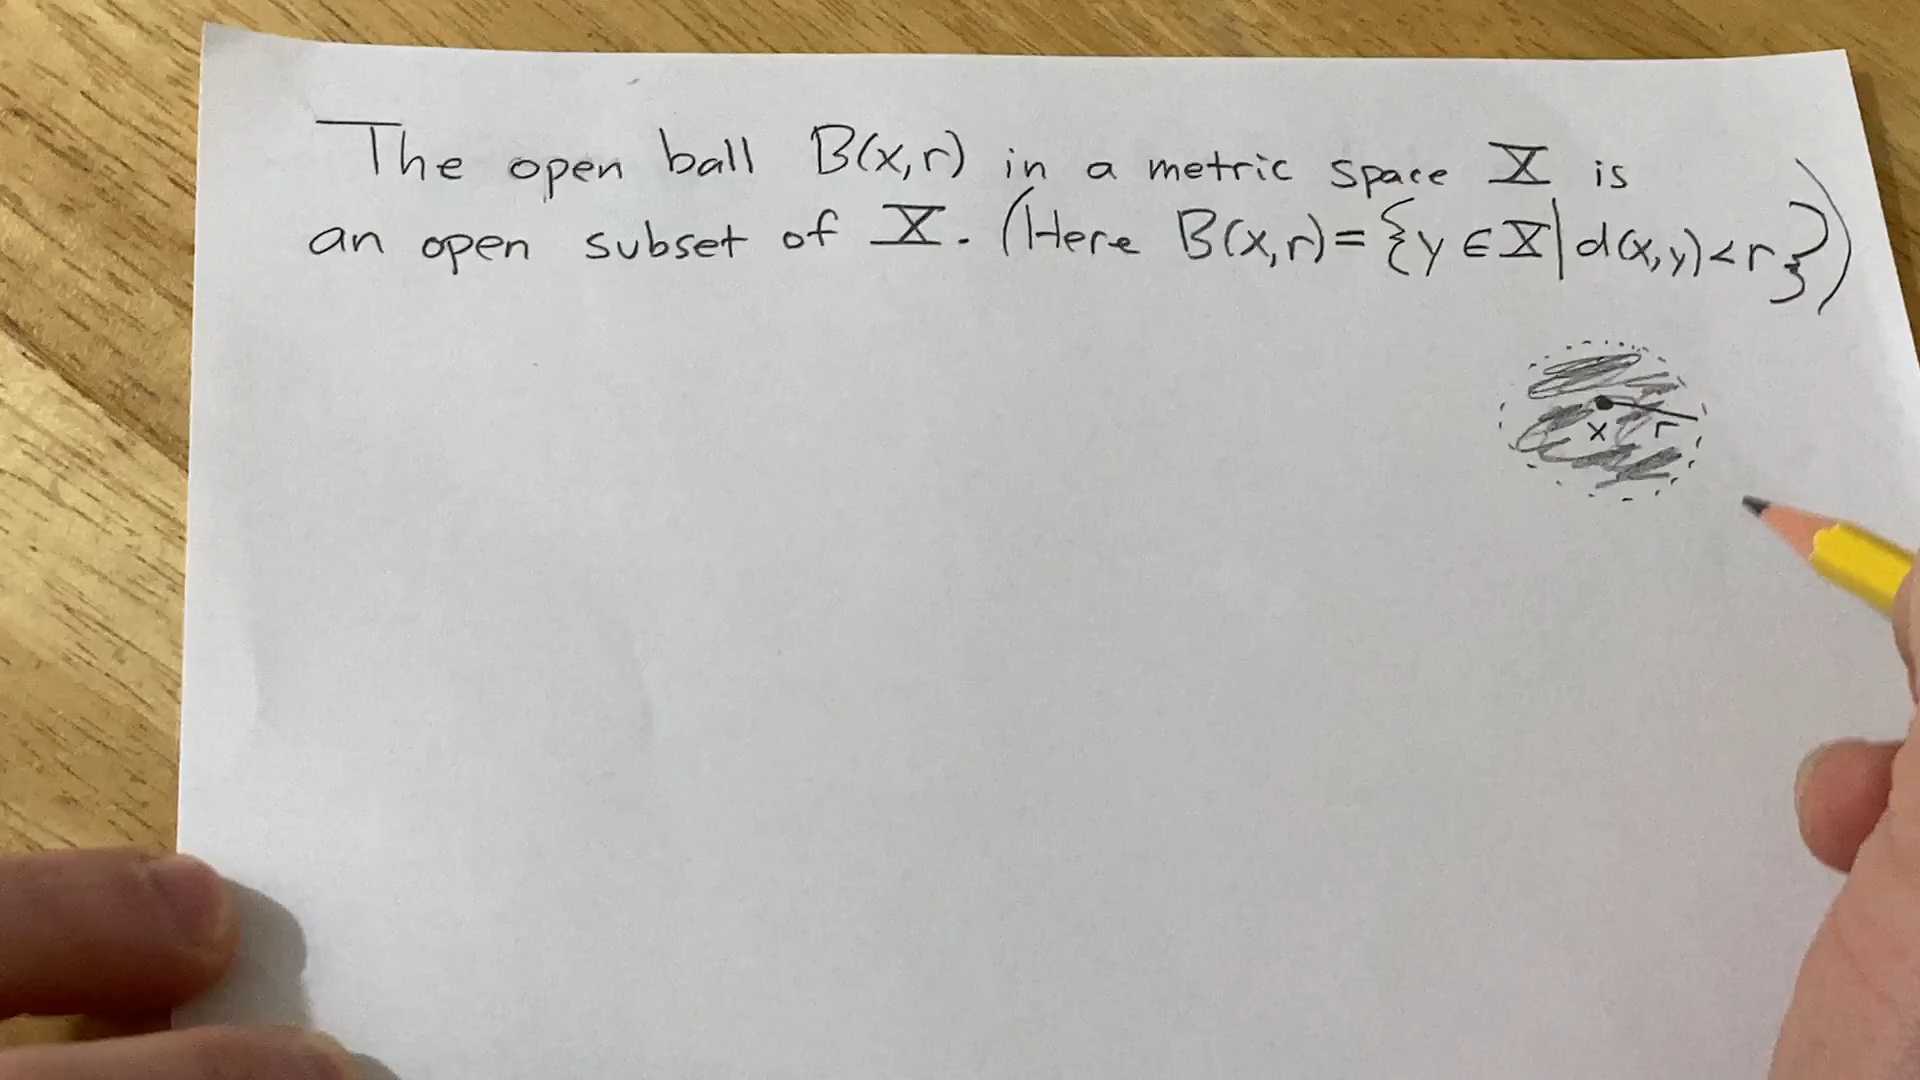 The open ball B(x,r) in a metric space X is
an open subset of X. (Here B(x,r)={y∈X|d(x,y)<r})
x r